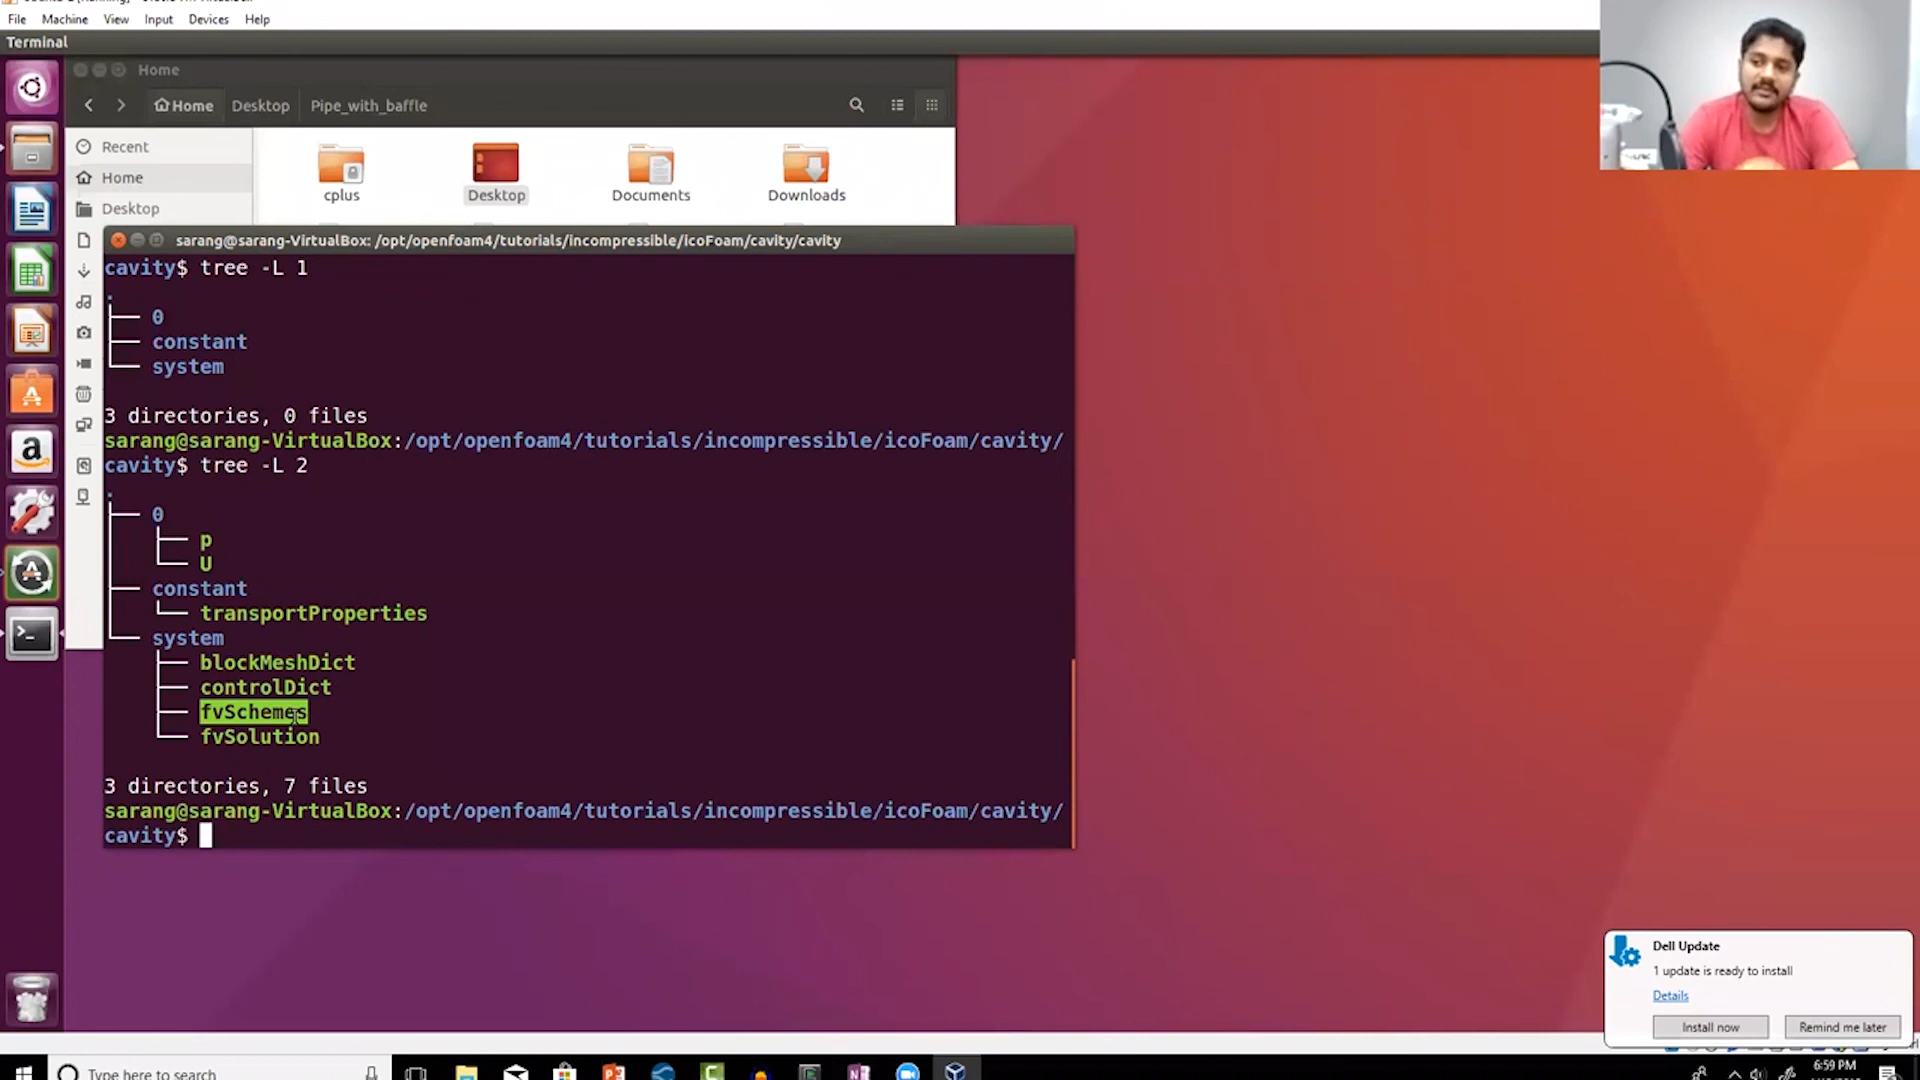 File Machine View Input Devices Help
Terminal
Home
Home Desktop Pipe_with_baffle
Recent
Home
Desktop
cplus Desktop Documents Downloads
sarang@sarang-VirtualBox: /opt/openfoam4/tutorials/incompressible/icoFoam/cavity/cavity
cavity$ tree -L 1
.
├── 0
├── constant
└── system
3 directories, 0 files
sarang@sarang-VirtualBox:/opt/openfoam4/tutorials/incompressible/icoFoam/cavity/
cavity$ tree -L 2
.
├── 0
│   ├── p
│   └── U
├── constant
│   └── transportProperties
└── system
    ├── blockMeshDict
    ├── controlDict
    ├── fvSchemes
    └── fvSolution
3 directories, 7 files
sarang@sarang-VirtualBox:/opt/openfoam4/tutorials/incompressible/icoFoam/cavity/
cavity$
Dell Update
1 update is ready to install
Details
Install now Remind me later
Type here to search
6:59 PM